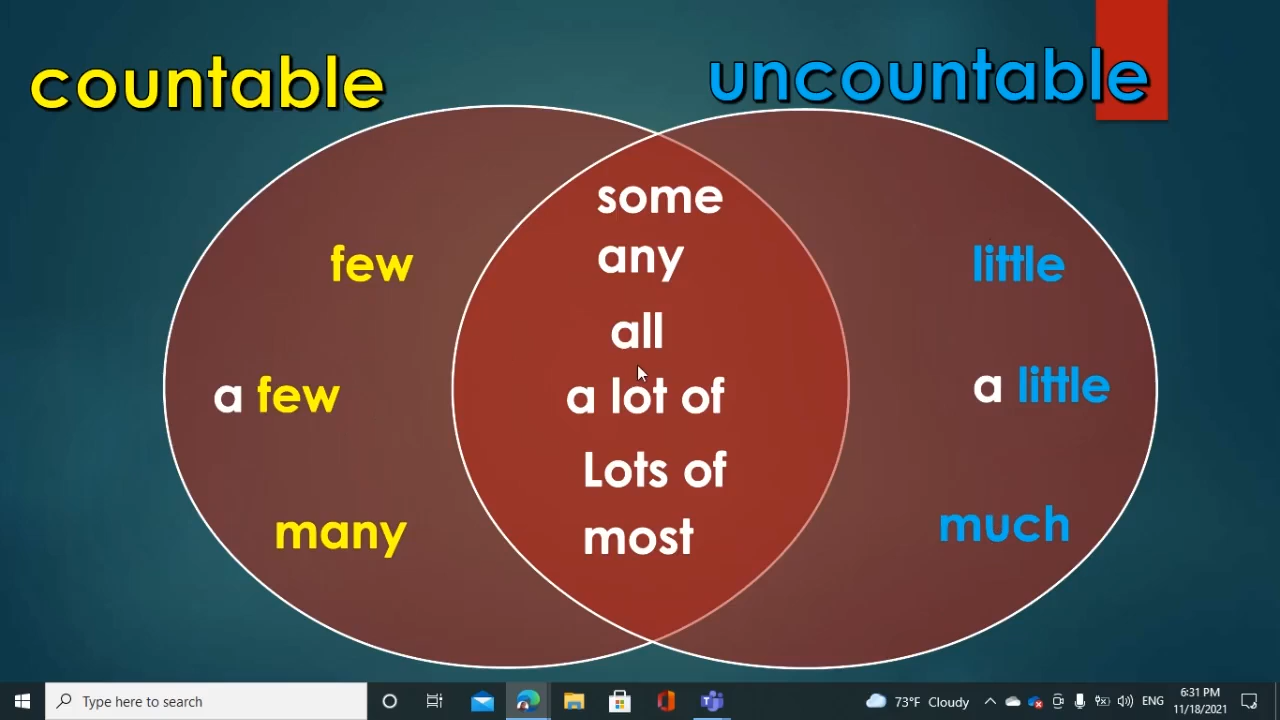 countable
uncountable
some
any
few
little
all
a few
a lot of
a little
Lots of
many
most
much
Type here to search
73°F Cloudy
ENG
6:31 PM
11/18/2021